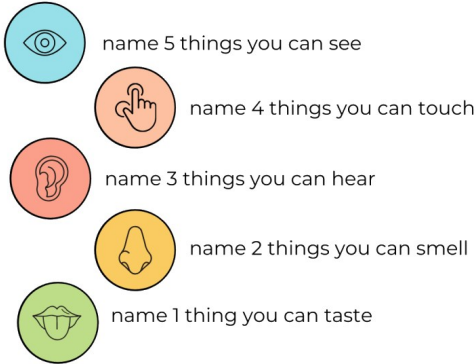 name 5 things you can see
name 4 things you can touch
name 3 things you can hear
name 2 things you can smell
name 1 thing you can taste